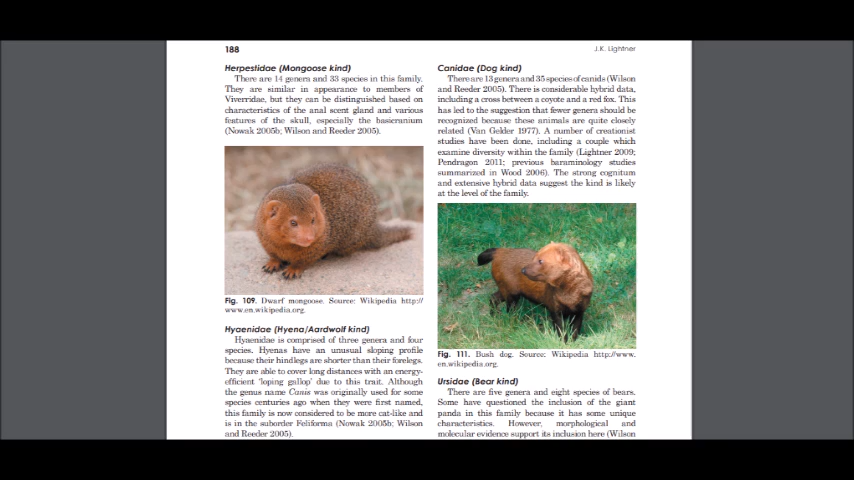 188
J.K. Lightner
Herpestidae (Mongoose kind)
There are 14 genera and 33 species in this family.
They are similar in appearance to members of
Viverridae, but they can be distinguished based on
characteristics of the anal scent gland and various
features of the skull, especially the basicranium
(Nowak 2005b; Wilson and Reeder 2005).
Fig. 109. Dwarf mongoose. Source: Wikipedia http://
www.en.wikipedia.org.
Hyaenidae (Hyena/Aardwolf kind)
Hyaenidae is comprised of three genera and four
species. Hyenas have an unusual sloping profile
because their hindlegs are shorter than their forelegs.
They are able to cover long distances with an energy-
efficient 'loping gallop' due to this trait. Although
the genus name Canis was originally used for some
species centuries ago when they were first named,
this family is now considered to be more cat-like and
is in the suborder Feliforma (Nowak 2005b; Wilson
and Reeder 2005).
Canidae (Dog kind)
There are 13 genera and 35 species of canids (Wilson
and Reeder 2005). There is considerable hybrid data,
including a cross between a coyote and a red fox. This
has led to the suggestion that fewer genera should be
recognized because these animals are quite closely
related (Van Gelder 1977). A number of creationist
studies have been done, including a couple which
examine diversity within the family (Lightner 2009;
Pendragon 2011; previous baraminology studies
summarized in Wood 2006). The strong cognitum
and extensive hybrid data suggest the kind is likely
at the level of the family.
Fig. 111. Bush dog. Source: Wikipedia http://www.
en.wikipedia.org.
Ursidae (Bear kind)
There are five genera and eight species of bears.
Some have questioned the inclusion of the giant
panda in this family because it has some unique
characteristics. However, morphological and
molecular evidence support its inclusion here (Wilson